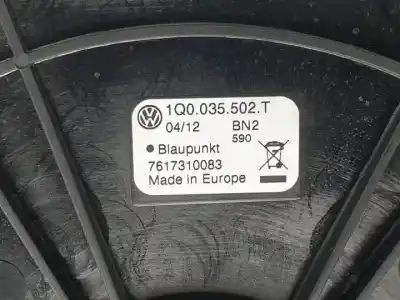 1Q0.035.502.T
04/12 BN2
590
● Blaupunkt
7617310083
Made in Europe